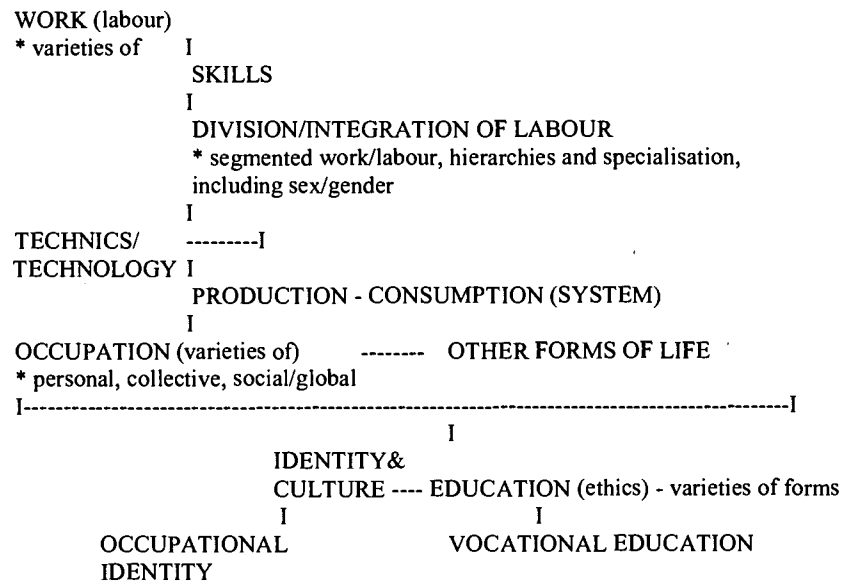 WORK (labour)
* varieties of I
SKILLS
I
DIVISION/INTEGRATION OF LABOUR
* segmented work/labour, hierarchies and specialisation,
including sex/gender
I
TECHNICS/ ---------I
TECHNOLOGY I
PRODUCTION - CONSUMPTION (SYSTEM)
I
OCCUPATION (varieties of) -------- OTHER FORMS OF LIFE
* personal, collective, social/global
I-----------------------------------------------------------------------------------------I
I
IDENTITY&
CULTURE ---- EDUCATION (ethics) - varieties of forms
I I
OCCUPATIONAL VOCATIONAL EDUCATION
IDENTITY